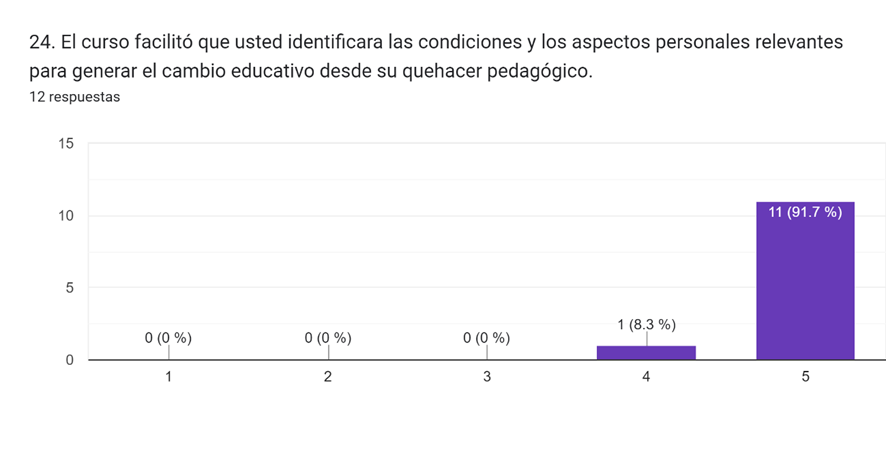 24. El curso facilitó que usted identificara las condiciones y los aspectos personales relevantes
para generar el cambio educativo desde su quehacer pedagógico.
12 respuestas
15
10
5
0
11 (91.7 %)
1 (8.3 %)
0 (0 %)
0 (0 %)
0 (0 %)
1
2
3
4
5